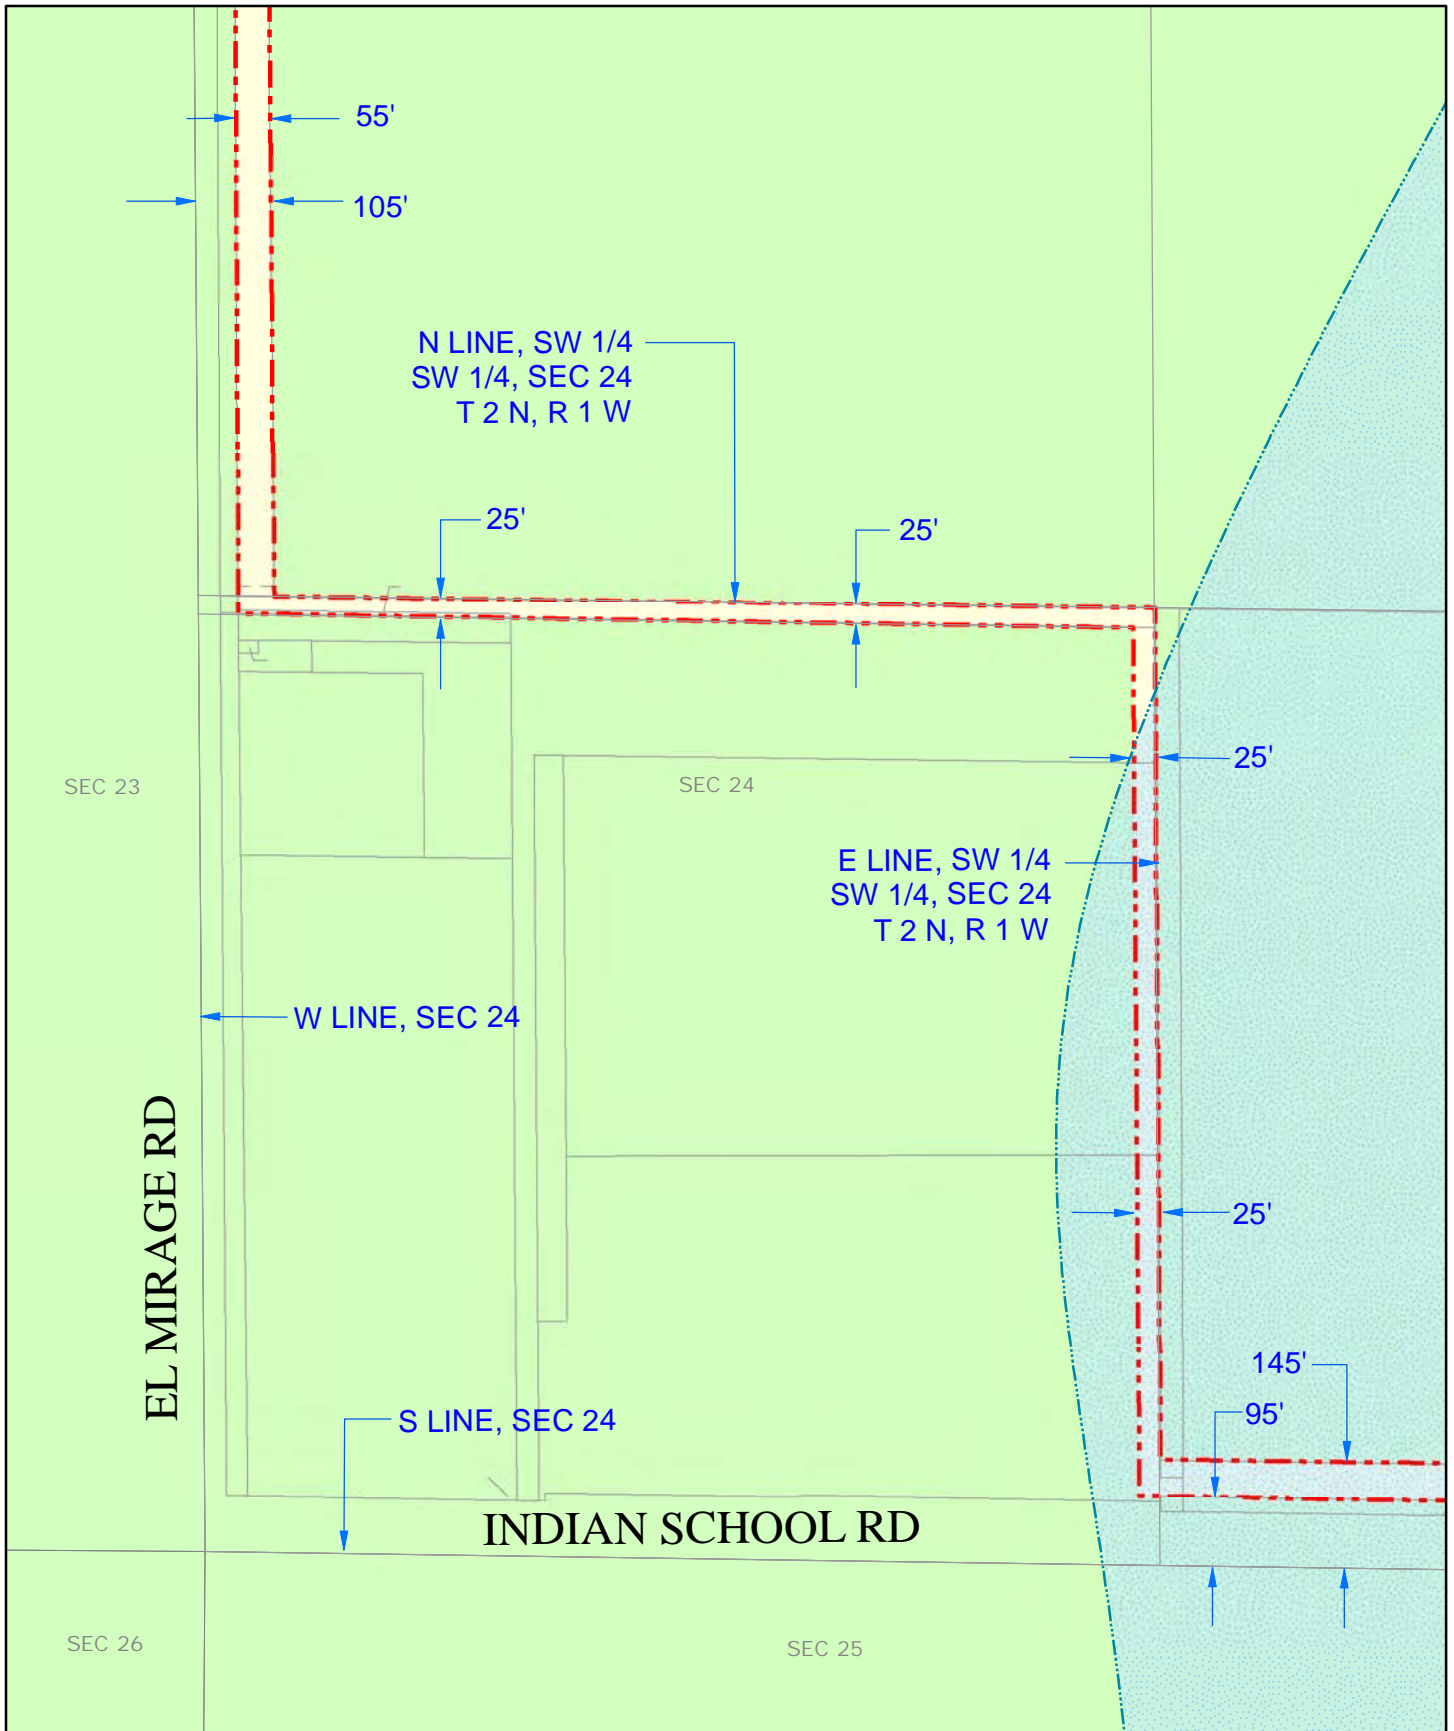 55'
105'
N LINE, SW 1/4
SW 1/4, SEC 24
T 2 N, R 1 W
25'
25'
SEC 23
SEC 24
25'
E LINE, SW 1/4
SW 1/4, SEC 24
T 2 N, R 1 W
W LINE, SEC 24
EL MIRAGE RD
25'
145'
95'
S LINE, SEC 24
INDIAN SCHOOL RD
SEC 26
SEC 25